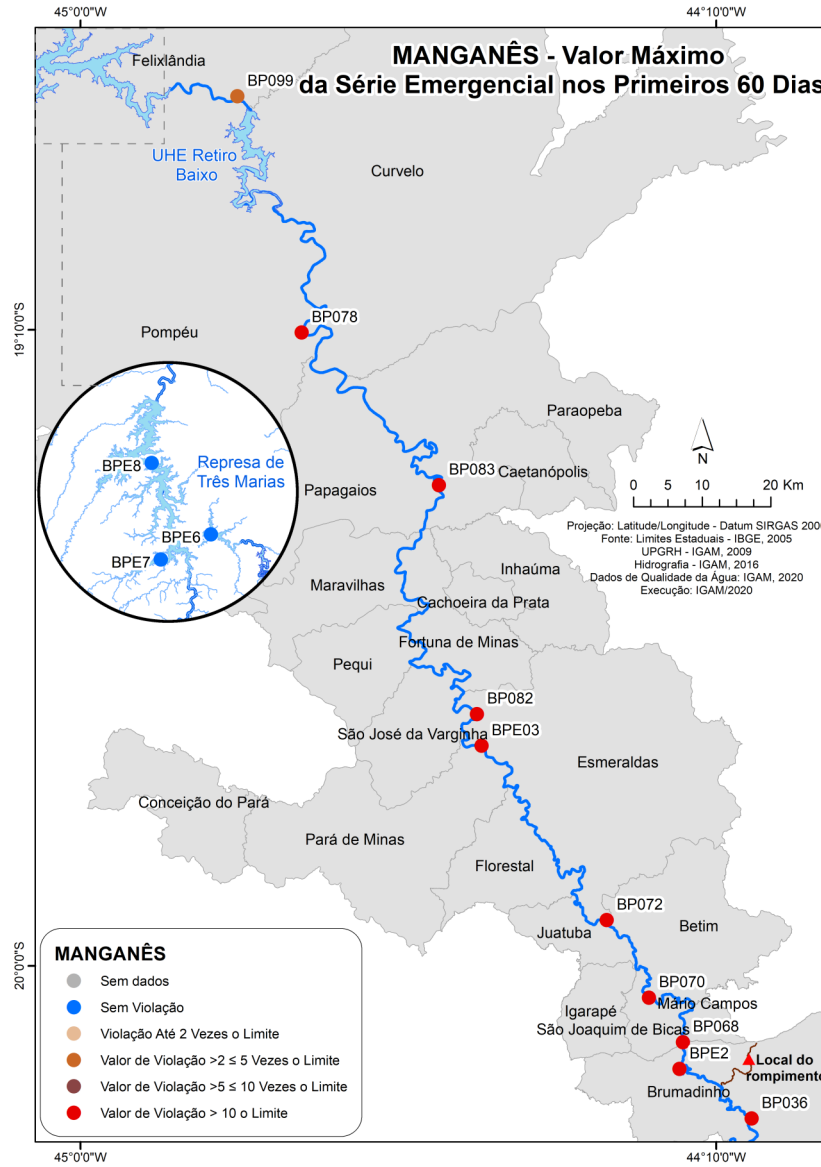 45°0'0"W
44°10'0"W
MANGANÊS - Valor Máximo
da Série Emergencial nos Primeiros 60 Dias
Felixlândia
BP099
UHE Retiro
Baixo
Curvelo
19°10'0"S
19°10'0"S
BP078
Pompéu
Paraopeba
N
BP083
Caetanópolis
Represa de
Três Marias
BPE8
Papagaios
0 5 10 20 Km
BPE6
BPE7
Projeção: Latitude/Longitude - Datum SIRGAS 200
Fonte: Limites Estaduais - IBGE, 2005
UPGRH - IGAM, 2009
Hidrografia - IGAM, 2016
Dados de Qualidade da Água: IGAM, 2020
Execução: IGAM/2020
Inhaúma
Maravilhas
Cachoeira da Prata
Fortuna de Minas
Pequi
BP082
São José da Varginha
BPE03
Esmeraldas
Conceição do Pará
Pará de Minas
Florestal
BP072
Juatuba
Betim
20°0'0"S
BP070
Mário Campos
Igarapé
São Joaquim de Bicas
BP068
BPE2
Local do
rompimento
Brumadinho
BP036
MANGANÊS
Sem dados
Sem Violação
Violação Até 2 Vezes o Limite
Valor de Violação >2 ≤ 5 Vezes o Limite
Valor de Violação >5 ≤ 10 Vezes o Limite
Valor de Violação > 10 o Limite
45°0'0"W
44°10'0"W